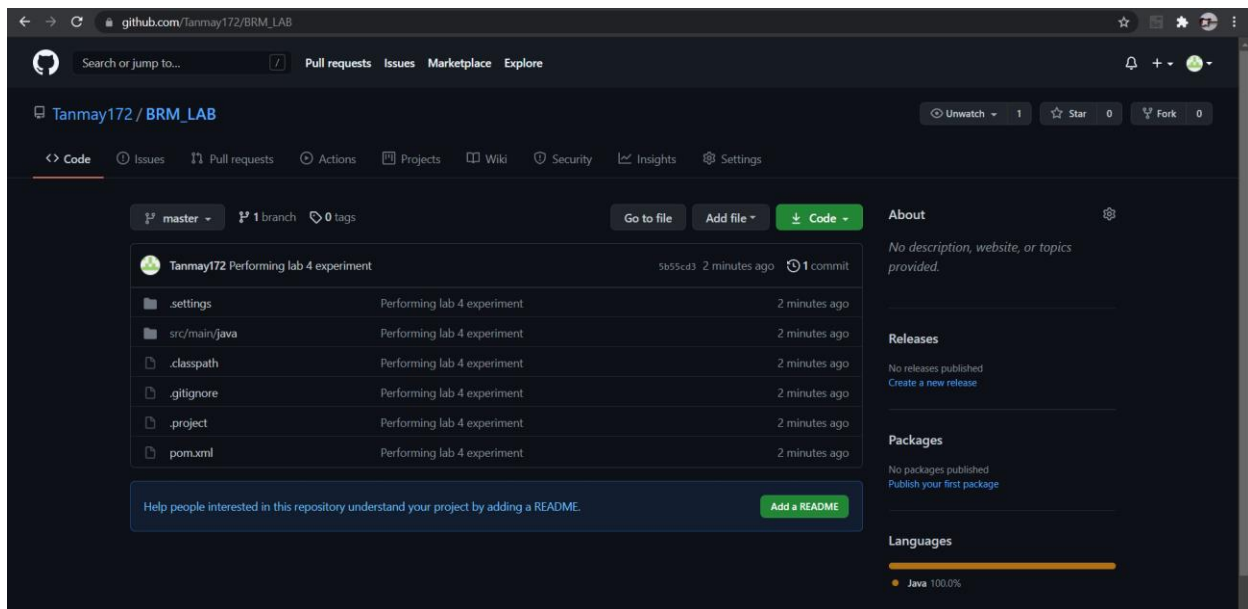 github.com/Tanmay172/BRM_LAB
Search or jump to... / Pull requests Issues Marketplace Explore
Tanmay172 / BRM_LAB Unwatch 1 Star 0 Fork 0
<> Code Issues Pull requests Actions Projects Wiki Security Insights Settings
master 1 branch 0 tags Go to file Add file Code
Tanmay172 Performing lab 4 experiment 5b55cd3 2 minutes ago 1 commit
.settings Performing lab 4 experiment 2 minutes ago
src/main/java Performing lab 4 experiment 2 minutes ago
.classpath Performing lab 4 experiment 2 minutes ago
.gitignore Performing lab 4 experiment 2 minutes ago
.project Performing lab 4 experiment 2 minutes ago
pom.xml Performing lab 4 experiment 2 minutes ago
Help people interested in this repository understand your project by adding a README. Add a README
About
No description, website, or topics
provided.
Releases
No releases published
Create a new release
Packages
No packages published
Publish your first package
Languages
Java 100.0%